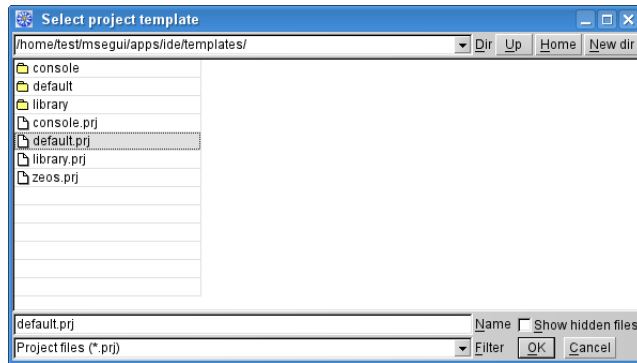 Select project template
/home/test/msegui/apps/ide/templates/ Dir Up Home New dir
console
default
library
console.prj
default.prj
library.prj
zeos.prj
default.prj Name Show hidden files
Project files (*.prj) Filter OK Cancel